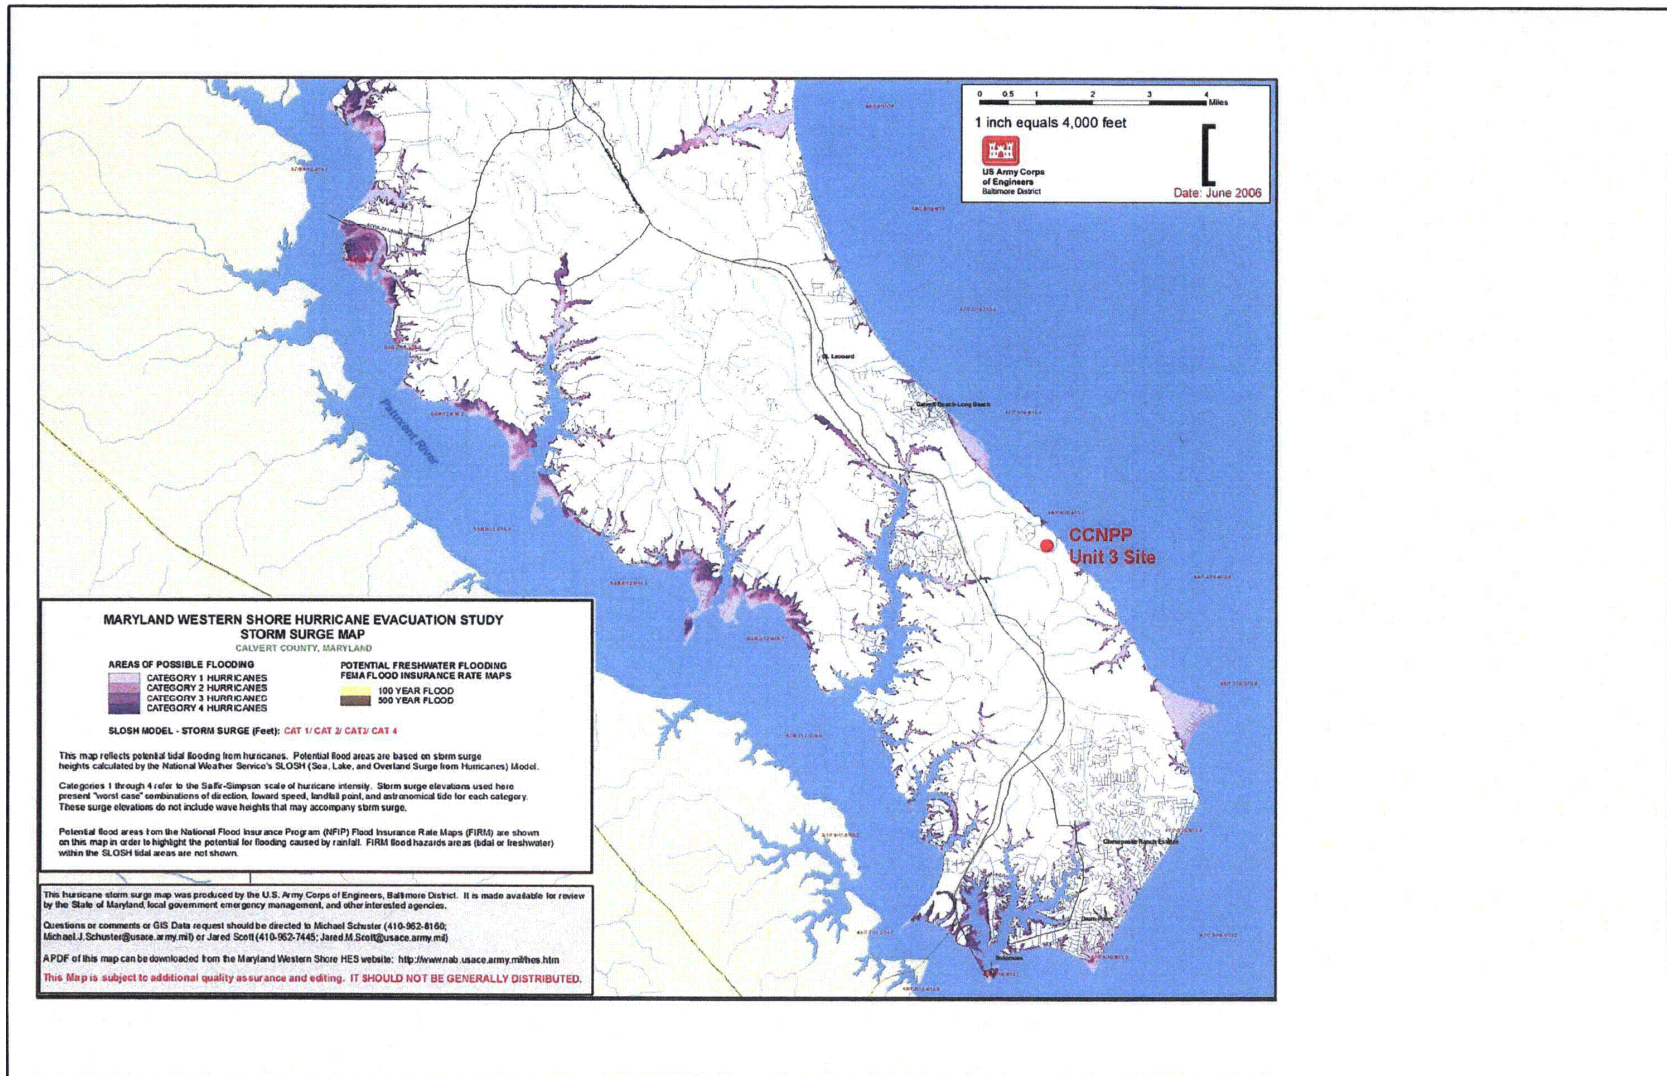 0 0.5 1 2 3 4
Miles
1 inch equals 4,000 feet
US Army Corps
of Engineers
Baltimore District
Date: June 2006
St. Leonard
Calvert Beach-Long Beach
Patuxent River
CCNPP
Unit 3 Site
Chesapeake Ranch Estates
Drum Point
Solomons
MARYLAND WESTERN SHORE HURRICANE EVACUATION STUDY
STORM SURGE MAP
CALVERT COUNTY, MARYLAND
AREAS OF POSSIBLE FLOODING
CATEGORY 1 HURRICANES
CATEGORY 2 HURRICANES
CATEGORY 3 HURRICANES
CATEGORY 4 HURRICANES
POTENTIAL FRESHWATER FLOODING
FEMA FLOOD INSURANCE RATE MAPS
100 YEAR FLOOD
500 YEAR FLOOD
SLOSH MODEL - STORM SURGE (Feet): CAT 1/ CAT 2/ CAT3/ CAT 4
This map reflects potential tidal flooding from hurricanes. Potential flood areas are based on storm surge
heights calculated by the National Weather Service's SLOSH (Sea, Lake, and Overland Surge from Hurricanes) Model.
Categories 1 through 4 refer to the Saffir-Simpson scale of hurricane intensity. Storm surge elevations used here
present "worst case" combinations of direction, foward speed, landfall point, and astronomical tide for each category.
These surge elevations do not include wave heights that may accompany storm surge.
Potential flood areas from the National Flood Insurance Program (NFIP) Flood Insurance Rate Maps (FIRM) are shown
on this map in order to highlight the potential for flooding caused by rainfall. FIRM flood hazards areas (tidal or freshwater)
within the SLOSH tidal areas are not shown.
This hurricane storm surge map was produced by the U.S. Army Corps of Engineers, Baltimore District. It is made available for review
by the State of Maryland, local government emergency management, and other interested agencies.
Questions or comments or GIS Data request should be directed to Michael Schuster (410-962-8160;
Michael.J.Schuster@usace.army.mil) or Jared Scott (410-962-7445; Jared.M.Scott@usace.army.mil)
A PDF of this map can be downloaded from the Maryland Western Shore HES website: http://www.nab.usace.army.mil/hes.htm
This Map is subject to additional quality assurance and editing. IT SHOULD NOT BE GENERALLY DISTRIBUTED.